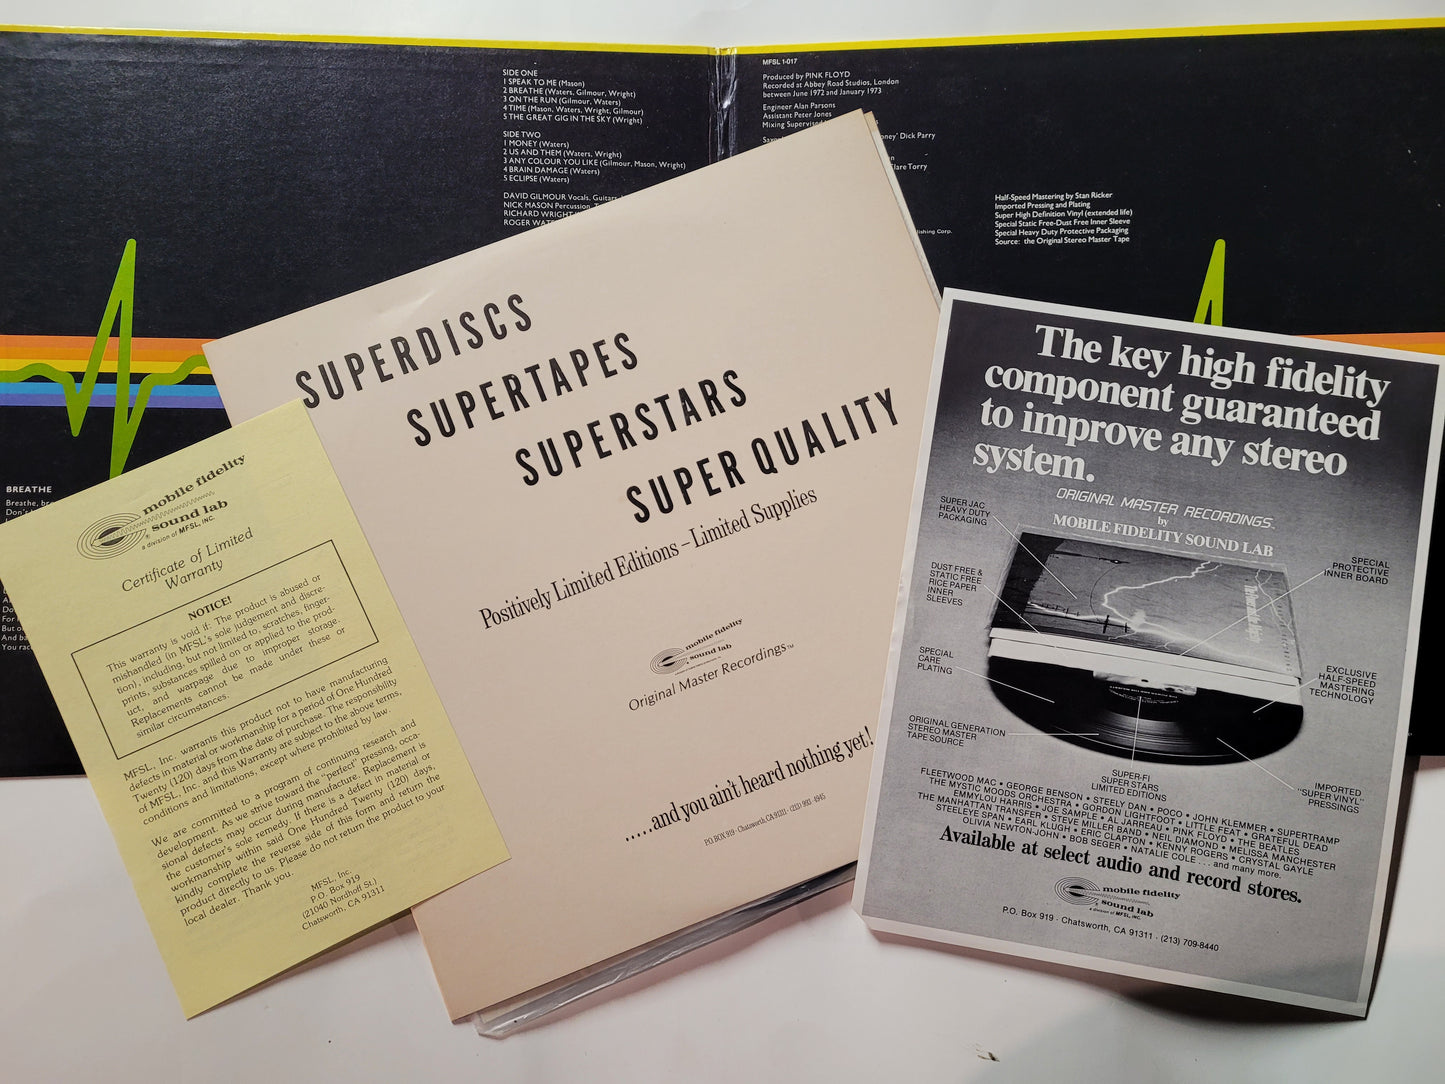 SIDE ONE
1 SPEAK TO ME (Mason)
2 BREATHE (Waters, Gilmour, Wright)
3 ON THE RUN (Gilmour, Waters)
4 TIME (Mason, Waters, Wright, Gilmour)
5 THE GREAT GIG IN THE SKY (Wright)
SIDE TWO
1 MONEY (Waters)
2 US AND THEM (Waters, Wright)
3 ANY COLOUR YOU LIKE (Gilmour, Mason, Wright)
4 BRAIN DAMAGE (Waters)
5 ECLIPSE (Waters)
DAVID GILMOUR Vocals, Guitars
NICK MASON Percussion
RICHARD WRIGHT
ROGER
MFSL 1-017
Produced by PINK FLOYD
Recorded at Abbey Road Studios, London
between June 1972 and January 1973
Engineer Alan Parsons
Assistant Peter Jones
Mixing Supervised
Dick Parry
Clare Torry
Corp.
Half-Speed Mastering by Stan Ricker
Imported Pressing and Plating
Super High Definition Vinyl (extended life)
Special Static Free-Dust Free Inner Sleeve
Special Heavy Duty Protective Packaging
Source: the Original Stereo Master Tape
BREATHE
Breathe,
SUPERDISCS
SUPERTAPES
SUPERSTARS
SUPER QUALITY
Positively Limited Editions – Limited Supplies
mobile fidelity
sound lab
Original Master Recordings™
.....and you ain't heard nothing yet!
P.O. BOX 919 · Chatsworth, CA 91311 · (213) 993-4945
mobile fidelity
sound lab
®
a division of MFSL, INC.
Certificate of Limited
Warranty
NOTICE!
This warranty is void if: The product is abused or
mishandled (in MFSL's sole judgement and discre-
tion), including, but not limited to, scratches, finger-
prints, substances spilled on or applied to the prod-
uct, and warpage due to improper storage.
Replacements cannot be made under these or
similar circumstances.
MFSL, Inc. warrants this product not to have manufacturing
defects in material or workmanship for a period of One Hundred
Twenty (120) days from the date of purchase. The responsibility
of MFSL, Inc. and this Warranty are subject to the above terms,
conditions and limitations, except where prohibited by law.
We are committed to a program of continuing research and
development. As we strive toward the "perfect" pressing, occa-
sional defects may occur during manufacture. Replacement is
the customer's sole remedy. If there is a defect in material or
workmanship within said One Hundred Twenty (120) days,
kindly complete the reverse side of this form and return the
product directly to us. Please do not return the product to your
local dealer. Thank you.
MFSL, Inc.
P.O. Box 919
(21040 Nordhoff St.)
Chatsworth, CA 91311
The key high fidelity
component guaranteed
to improve any stereo
system.
ORIGINAL MASTER RECORDINGS™
by
MOBILE FIDELITY SOUND LAB
SUPER JAC
HEAVY DUTY
PACKAGING
DUST FREE &
STATIC FREE
RICE PAPER
INNER
SLEEVES
SPECIAL
CARE
PLATING
ORIGINAL GENERATION
STEREO MASTER
TAPE SOURCE
SPECIAL
PROTECTIVE
INNER BOARD
EXCLUSIVE
HALF-SPEED
MASTERING
TECHNOLOGY
IMPORTED
"SUPER VINYL"
PRESSINGS
SUPER-FI
SUPER STARS
LIMITED EDITIONS
FLEETWOOD MAC • GEORGE BENSON • STEELY DAN • POCO • JOHN KLEMMER • SUPERTRAMP
THE MYSTIC MOODS ORCHESTRA • GORDON LIGHTFOOT • LITTLE FEAT • GRATEFUL DEAD
EMMYLOU HARRIS • JOE SAMPLE • AL JARREAU • PINK FLOYD • THE BEATLES
THE MANHATTAN TRANSFER • STEVE MILLER BAND • NEIL DIAMOND • MELISSA MANCHESTER
STEELEYE SPAN • EARL KLUGH • ERIC CLAPTON • KENNY ROGERS • CRYSTAL GAYLE
OLIVIA NEWTON-JOHN • BOB SEGER • NATALIE COLE . . . and many more.
Available at select audio and record stores.
mobile fidelity
sound lab
a division of MFSL, INC.
P.O. Box 919 · Chatsworth, CA 91311 · (213) 709-8440